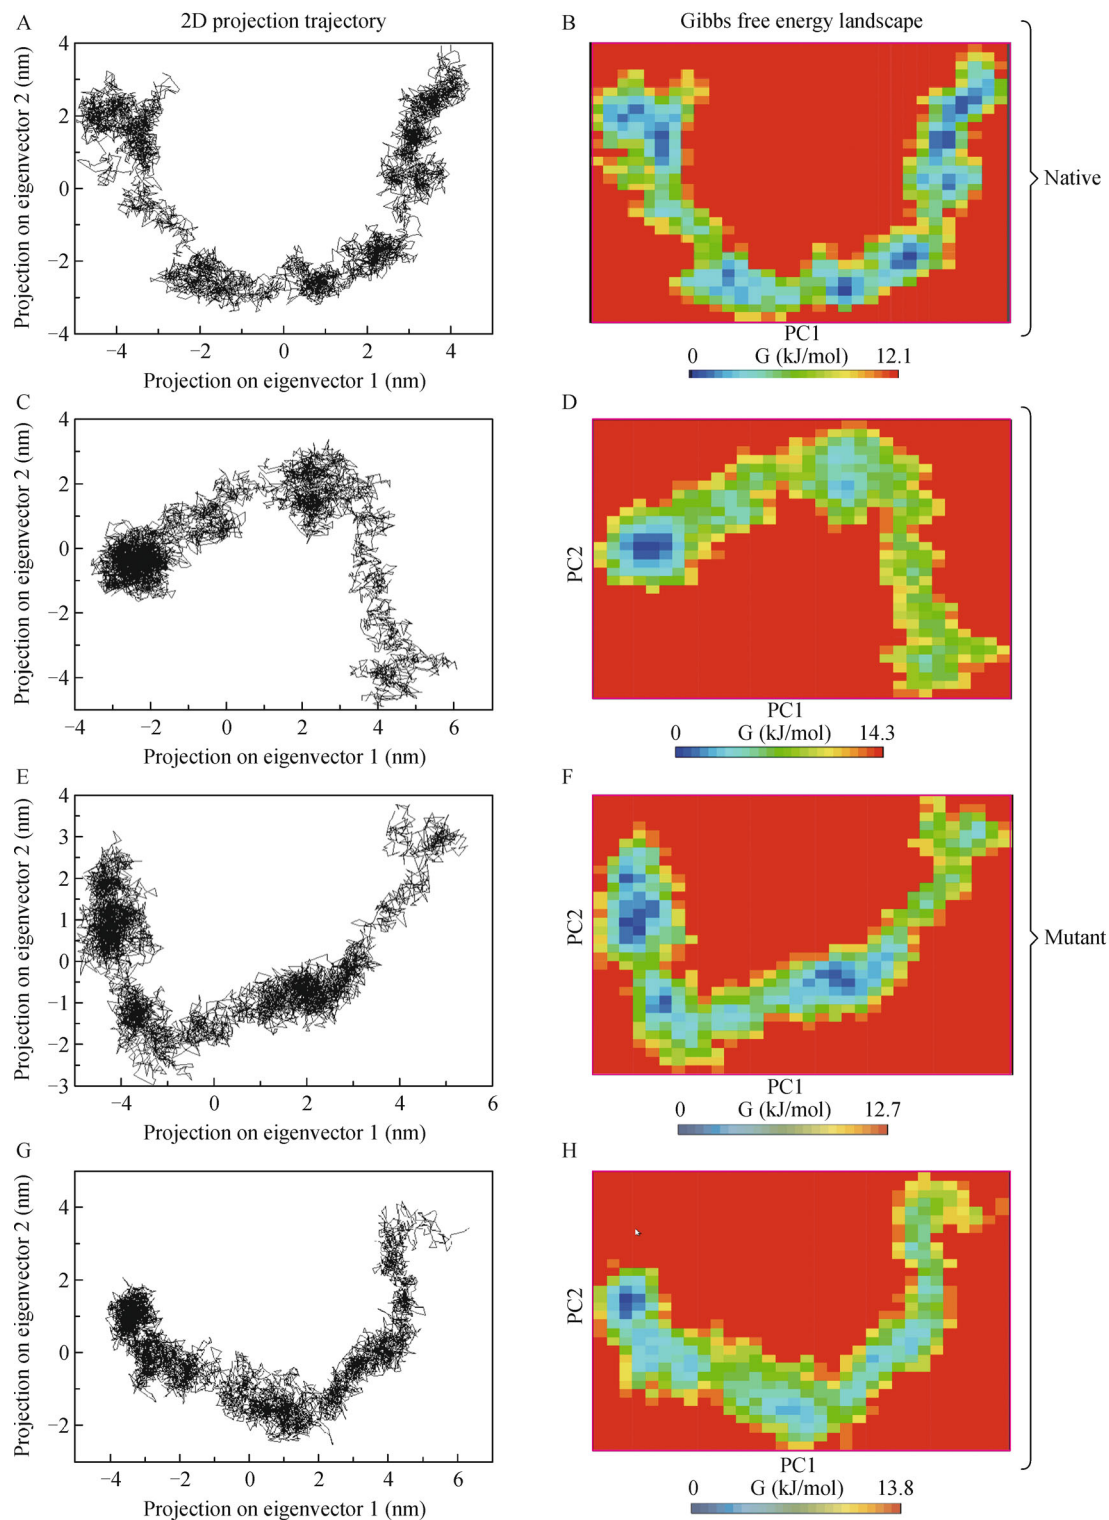 A
2D projection trajectory
B
Gibbs free energy landscape
Projection on eigenvector 2 (nm)
4
2
0
−2
−4
−4
−2
0
2
4
Projection on eigenvector 1 (nm)
PC1
0
G (kJ/mol)
12.1
Native
C
D
Projection on eigenvector 2 (nm)
4
2
0
−2
−4
−4
−2
0
2
4
6
Projection on eigenvector 1 (nm)
PC2
PC1
0
G (kJ/mol)
14.3
E
F
Projection on eigenvector 2 (nm)
4
3
2
1
0
−1
−2
−3
−4
0
2
4
6
Projection on eigenvector 1 (nm)
PC2
PC1
0
G (kJ/mol)
12.7
Mutant
G
H
Projection on eigenvector 2 (nm)
4
2
0
−2
−4
−2
0
2
4
6
Projection on eigenvector 1 (nm)
PC2
PC1
0
G (kJ/mol)
13.8